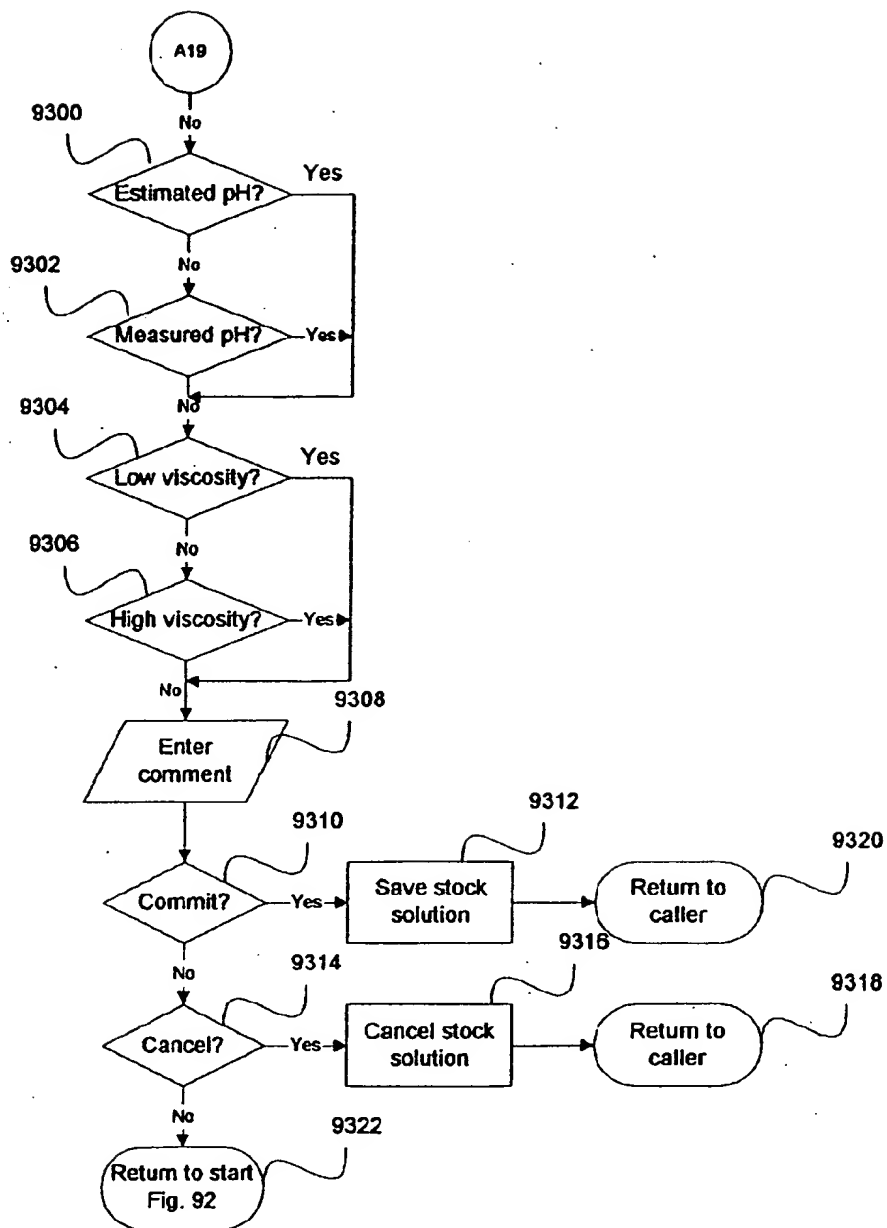 A19
No
9300
Yes
Estimated pH?
No
9302
Measured pH?
Yes
9304
No
Yes
Low viscosity?
No
9306
High viscosity?
Yes
No
9308
Enter
comment
9310
9312
9320
Commit?
Yes
Save stock
solution
Return to
caller
No
9314
9316
9318
Cancel?
Yes
Cancel stock
solution
Return to
caller
No
9322
Return to start
Fig. 92